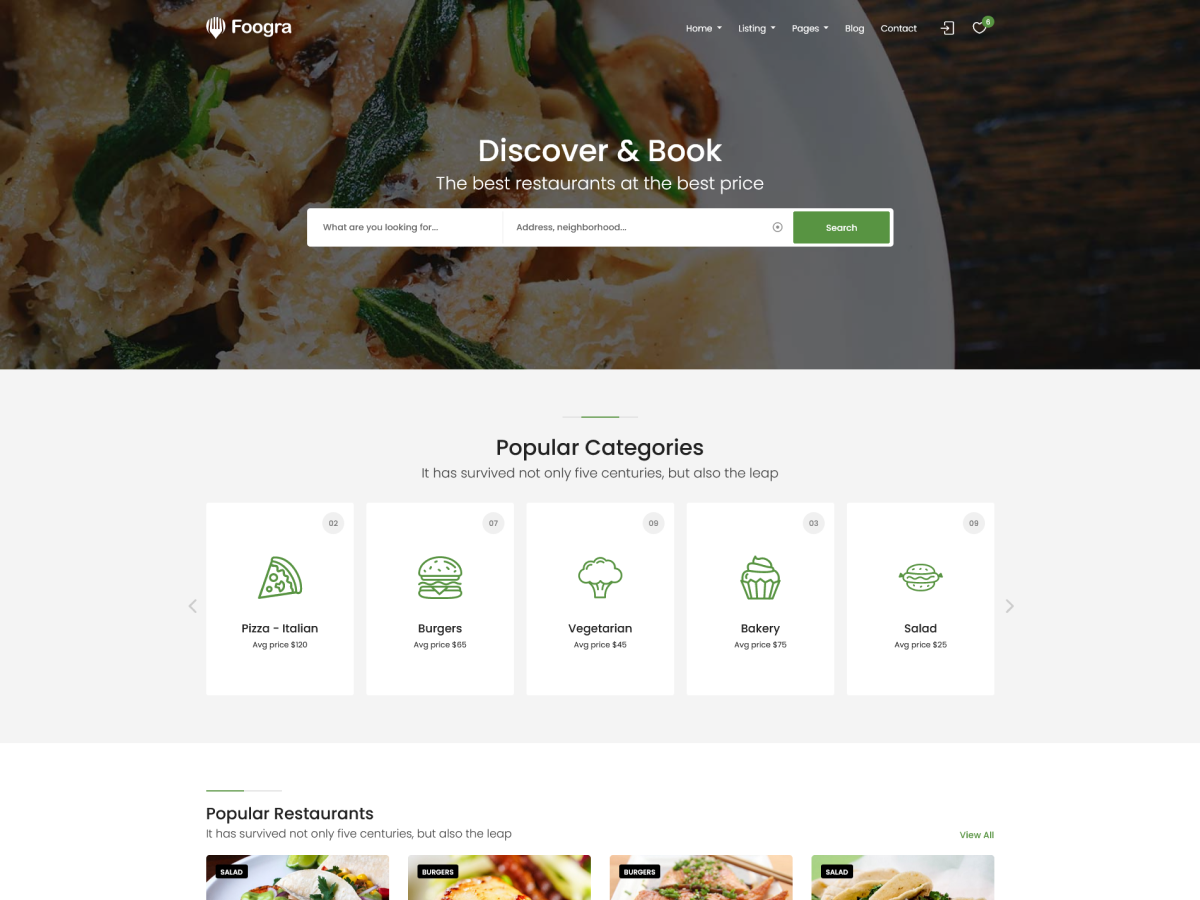 Foogra
Home Listing Pages Blog Contact
6
Discover & Book
The best restaurants at the best price
What are you looking for... Address, neighborhood... Search
Popular Categories
It has survived not only five centuries, but also the leap
02 07 09 03 09
Pizza - Italian Burgers Vegetarian Bakery Salad
Avg price $120 Avg price $65 Avg price $45 Avg price $75 Avg price $25
Popular Restaurants
It has survived not only five centuries, but also the leap
View All
SALAD BURGERS BURGERS SALAD